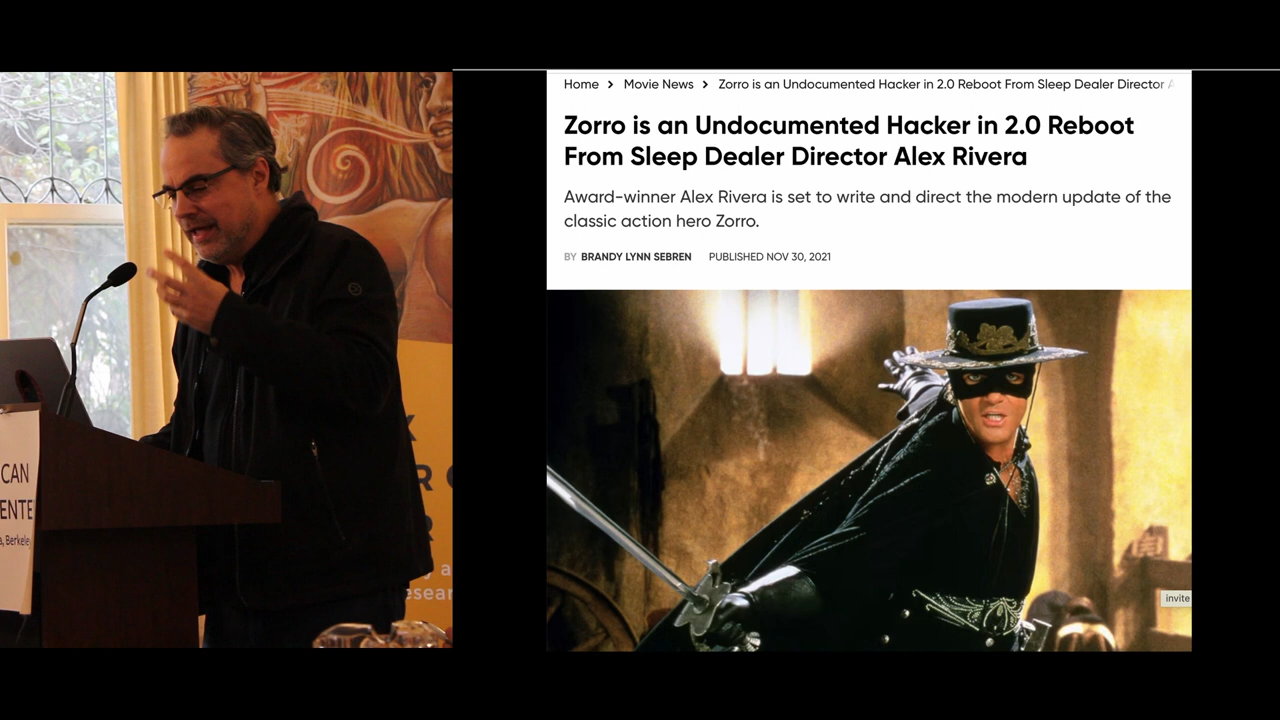 CAN
ENTE
a, Berkeley
Home > Movie News > Zorro is an Undocumented Hacker in 2.0 Reboot From Sleep Dealer Director A
Zorro is an Undocumented Hacker in 2.0 Reboot
From Sleep Dealer Director Alex Rivera
Award-winner Alex Rivera is set to write and direct the modern update of the
classic action hero Zorro.
BY BRANDY LYNN SEBREN PUBLISHED NOV 30, 2021
invite